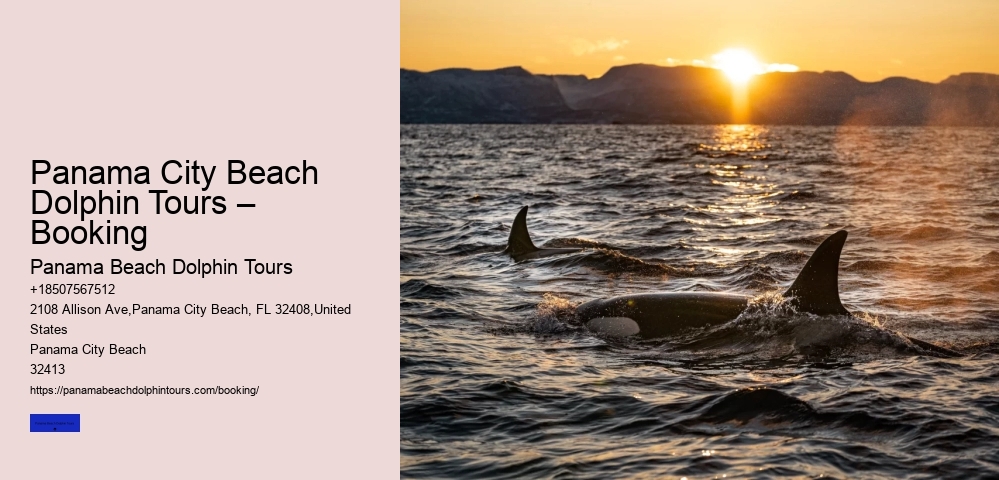 Panama City Beach
Dolphin Tours –
Booking
Panama Beach Dolphin Tours
+18507567512
2108 Allison Ave,Panama City Beach, FL 32408,United
States
Panama City Beach
32413
https://panamabeachdolphintours.com/booking/